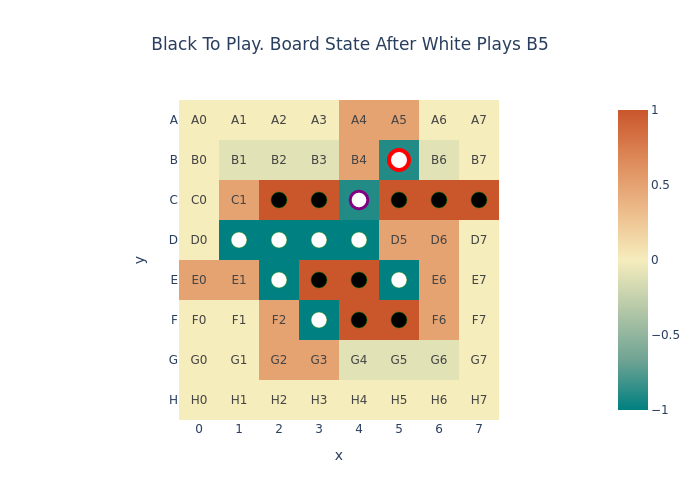 Black To Play. Board State After White Plays B5
A A0 A1 A2 A3 A4 A5 A6 A7
B B0 B1 B2 B3 B4 B6 B7
C C0 C1
D D0 D5 D6 D7
E E0 E1 E6 E7
F F0 F1 F2 F6 F7
G G0 G1 G2 G3 G4 G5 G6 G7
H H0 H1 H2 H3 H4 H5 H6 H7
0 1 2 3 4 5 6 7
x
y
1
0.5
0
−0.5
−1